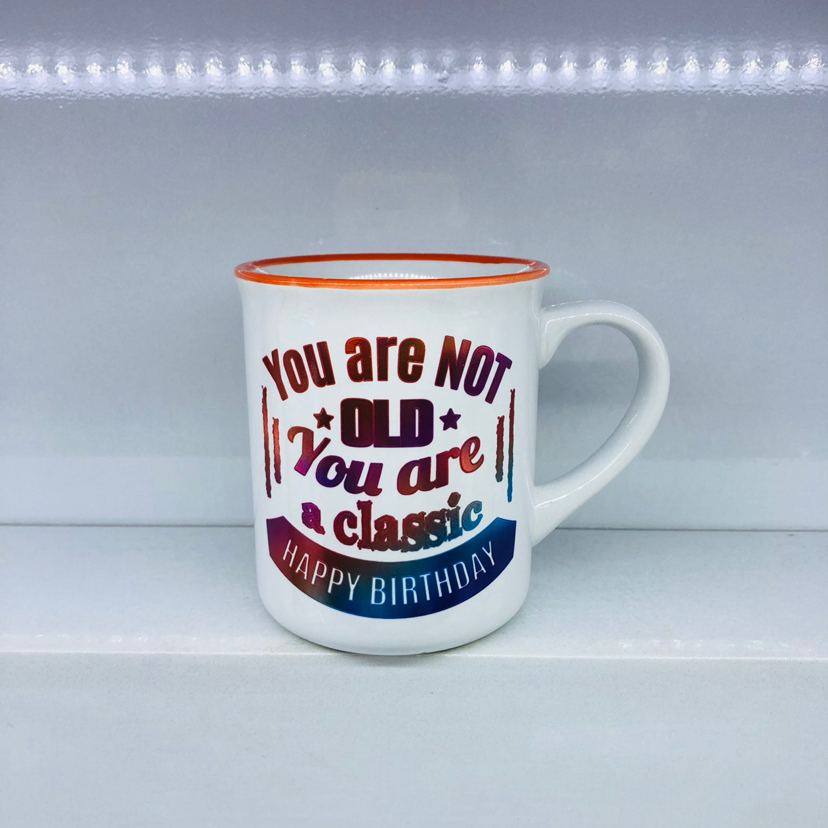 You are NOT
OLD
You are
a classic
HAPPY BIRTHDAY